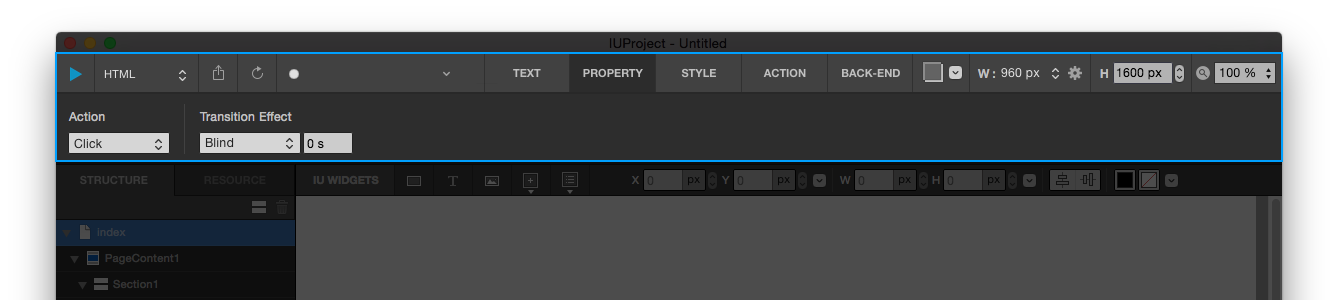 IUProject - Untitled
HTML TEXT PROPERTY STYLE ACTION BACK-END W: 960 px H 1600 px 100 %
Action Transition Effect
Click Blind 0 s
STRUCTURE RESOURCE IU WIDGETS T X 0 px Y 0 px W 0 px H 0 px
Index
PageContent1
Section1